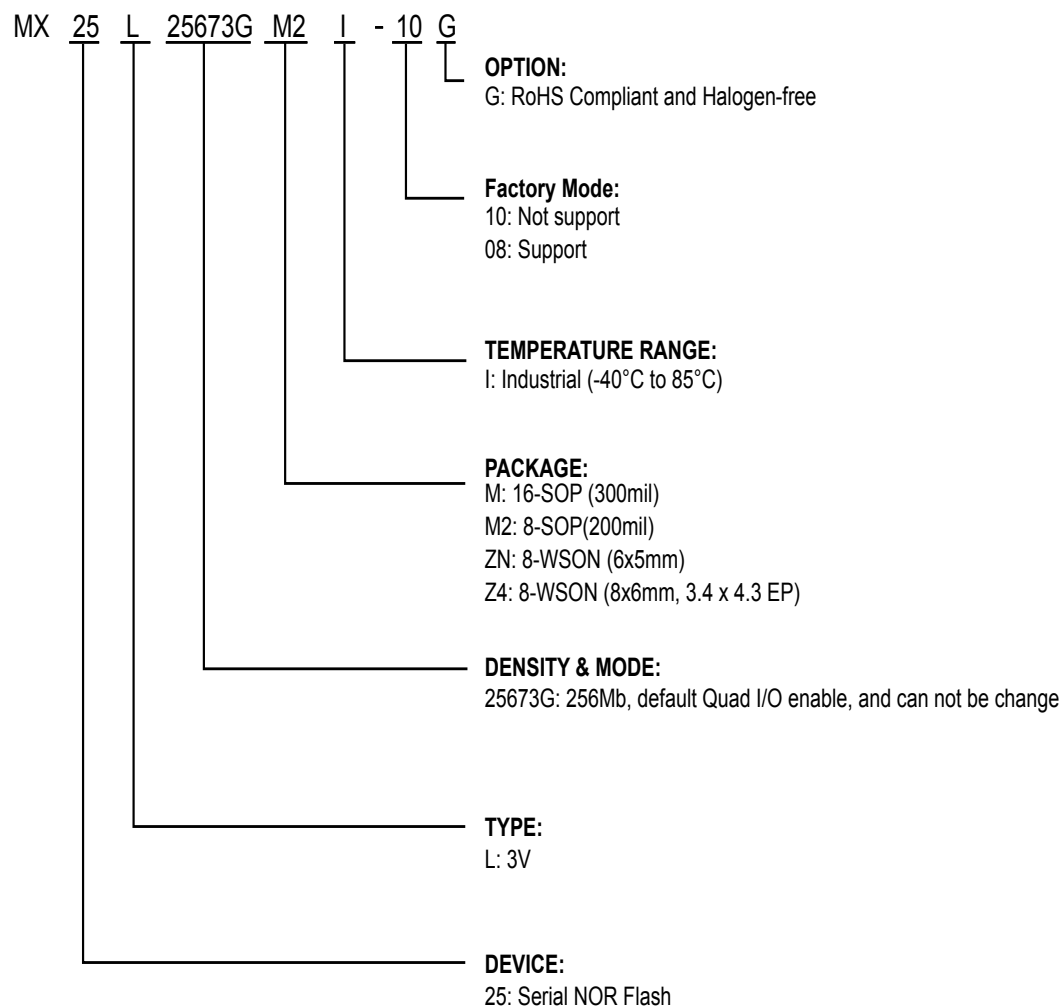 MX 25 L 25673G M2 I - 10 G
OPTION:
G: RoHS Compliant and Halogen-free
Factory Mode:
10: Not support
08: Support
TEMPERATURE RANGE:
I: Industrial (-40°C to 85°C)
PACKAGE:
M: 16-SOP (300mil)
M2: 8-SOP(200mil)
ZN: 8-WSON (6x5mm)
Z4: 8-WSON (8x6mm, 3.4 x 4.3 EP)
DENSITY & MODE:
25673G: 256Mb, default Quad I/O enable, and can not be change
TYPE:
L: 3V
DEVICE:
25: Serial NOR Flash